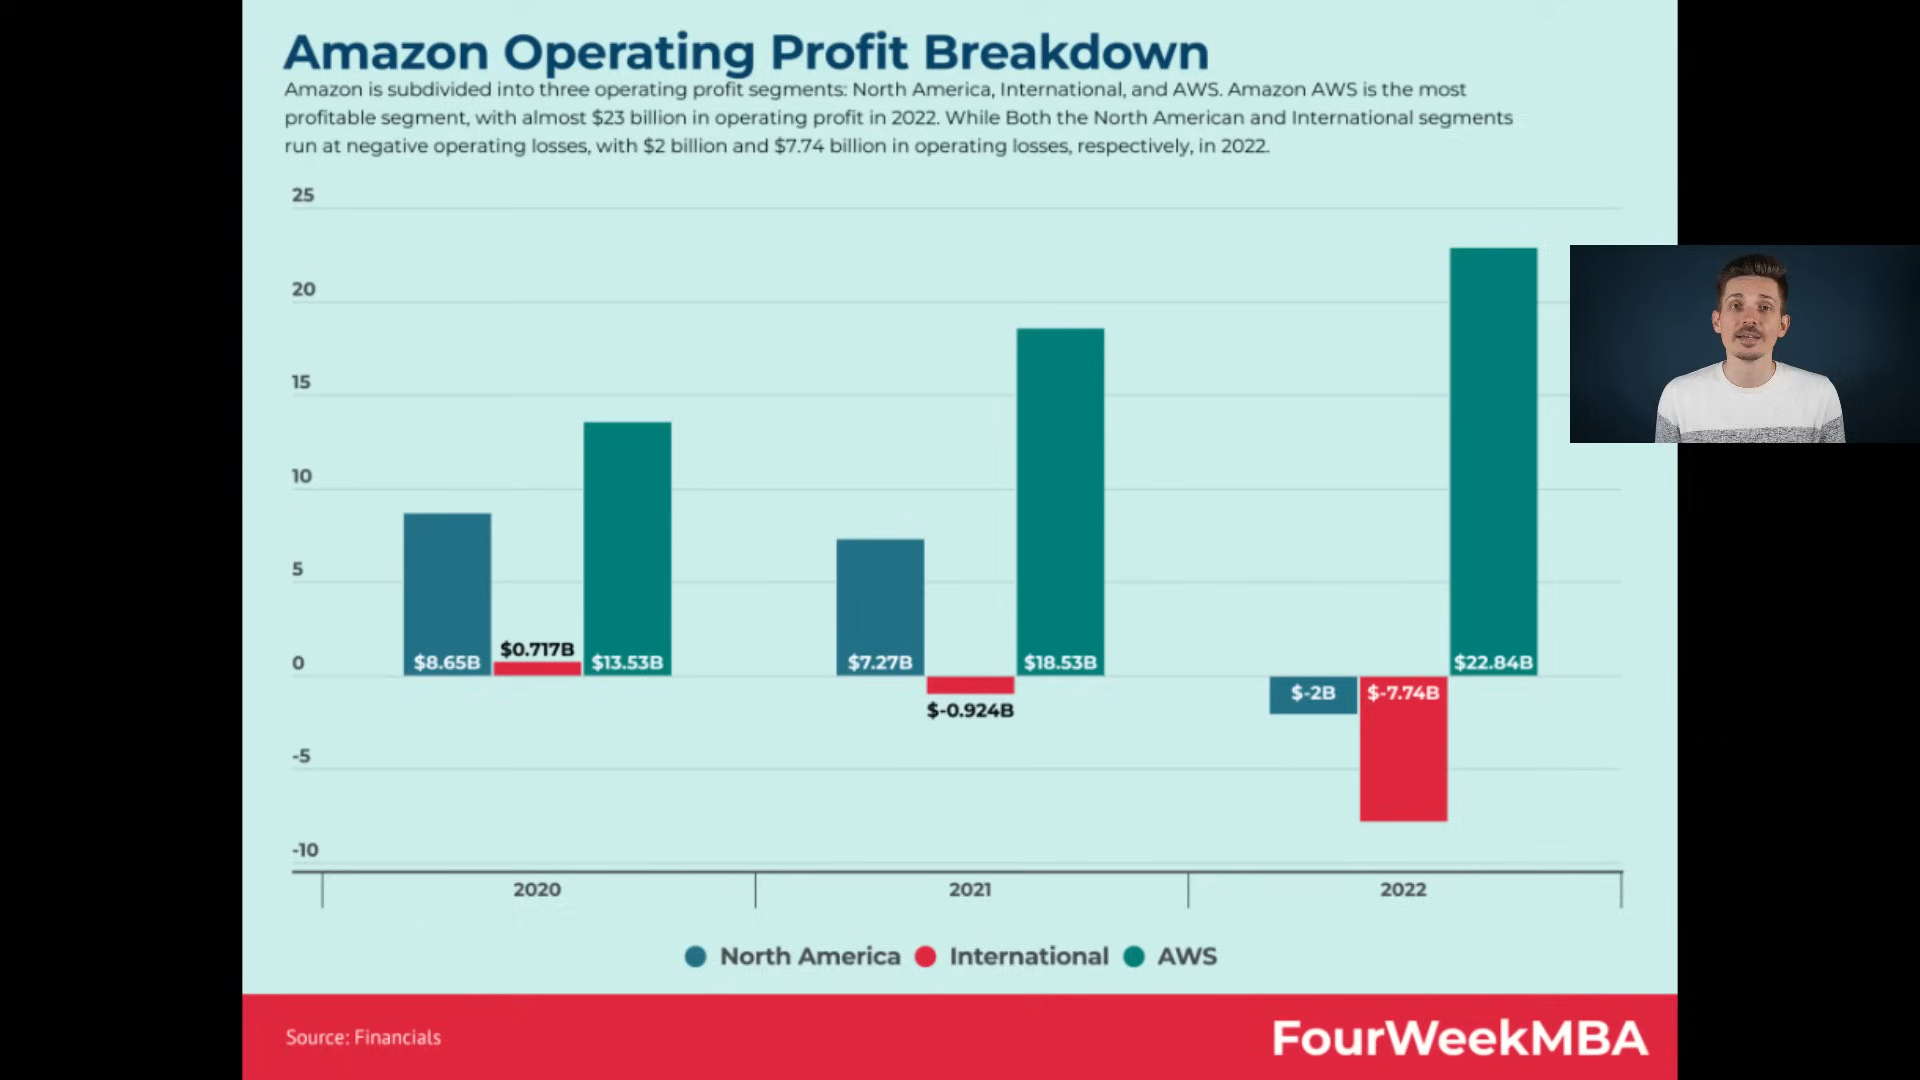 Amazon Operating Profit Breakdown
Amazon is subdivided into three operating profit segments: North America, International, and AWS. Amazon AWS is the most
profitable segment, with almost $23 billion in operating profit in 2022. While Both the North American and International segments
run at negative operating losses, with $2 billion and $7.74 billion in operating losses, respectively, in 2022.
25
20
15
10
5
0
-5
-10
$8.65B
$0.717B
$13.53B
$7.27B
$-0.924B
$18.53B
$-2B
$-7.74B
$22.84B
2020
2021
2022
North America
International
AWS
Source: Financials
FourWeekMBA